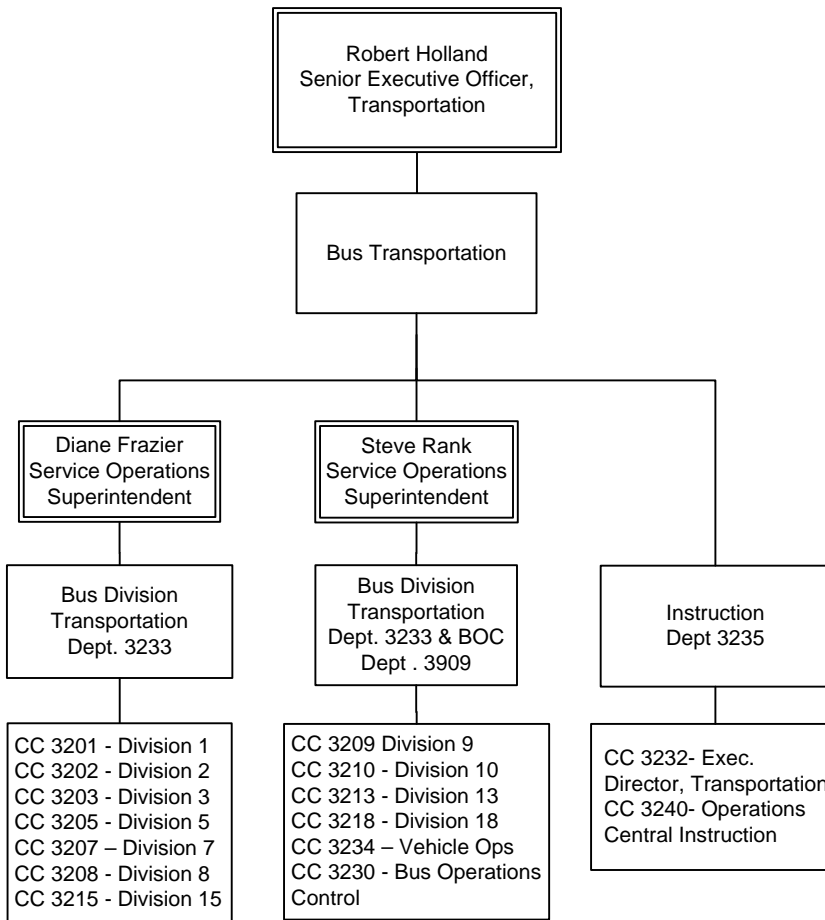 Robert Holland
Senior Executive Officer,
Transportation
Bus Transportation
Diane Frazier
Service Operations
Superintendent
Steve Rank
Service Operations
Superintendent
Bus Division
Transportation
Dept. 3233
Bus Division
Transportation
Dept. 3233 & BOC
Dept . 3909
Instruction
Dept 3235
CC 3201 - Division 1
CC 3202 - Division 2
CC 3203 - Division 3
CC 3205 - Division 5
CC 3207 – Division 7
CC 3208 - Division 8
CC 3215 - Division 15
CC 3209 Division 9
CC 3210 - Division 10
CC 3213 - Division 13
CC 3218 - Division 18
CC 3234 – Vehicle Ops
CC 3230 - Bus Operations
Control
CC 3232- Exec.
Director, Transportation
CC 3240- Operations
Central Instruction